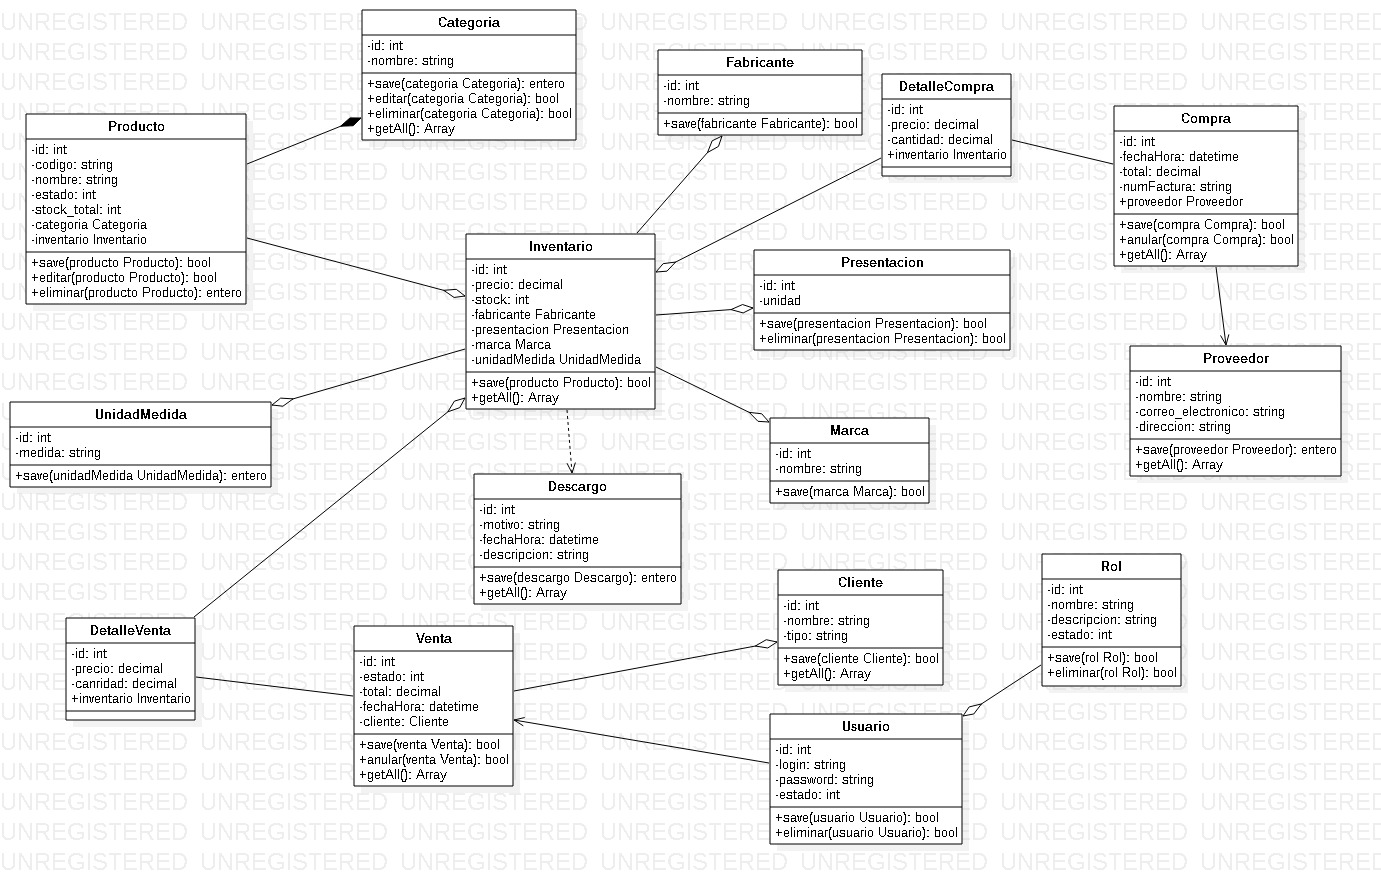 Categoria
-id: int
-nombre: string
+save(categoria Categoria): entero
+editar(categoria Categoria): bool
+eliminar(categoria Categoria): bool
+getAll(): Array
Fabricante
-id: int
-nombre: string
+save(fabricante Fabricante): bool
DetalleCompra
-id: int
-precio: decimal
-cantidad: decimal
+inventario Inventario
Compra
-id: int
-fechaHora: datetime
-total: decimal
-numFactura: string
+proveedor Proveedor
+save(compra Compra): bool
+anular(compra Compra): bool
+getAll(): Array
Producto
-id: int
-codigo: string
-nombre: string
-estado: int
-stock_total: int
-categoria Categoria
-inventario Inventario
+save(producto Producto): bool
+editar(producto Producto): bool
+eliminar(producto Producto): entero
Inventario
-id: int
-precio: decimal
-stock: int
-fabricante Fabricante
-presentacion Presentacion
-marca Marca
-unidadMedida UnidadMedida
+save(producto Producto): bool
+getAll(): Array
Presentacion
-id: int
-unidad
+save(presentacion Presentacion): bool
+eliminar(presentacion Presentacion): bool
Proveedor
-id: int
-nombre: string
-correo_electronico: string
-direccion: string
+save(proveedor Proveedor): entero
+getAll(): Array
UnidadMedida
-id: int
-medida: string
+save(unidadMedida UnidadMedida): entero
Marca
-id: int
-nombre: string
+save(marca Marca): bool
Descargo
-id: int
-motivo: string
-fechaHora: datetime
-descripcion: string
+save(descargo Descargo): entero
+getAll(): Array
Cliente
-id: int
-nombre: string
-tipo: string
+save(cliente Cliente): bool
+getAll(): Array
Rol
-id: int
-nombre: string
-descripcion: string
-estado: int
+save(rol Rol): bool
+eliminar(rol Rol): bool
DetalleVenta
-id: int
-precio: decimal
-canridad: decimal
+inventario Inventario
Venta
-id: int
-estado: int
-total: decimal
-fechaHora: datetime
-cliente: Cliente
+save(venta Venta): bool
+anular(venta Venta): bool
+getAll(): Array
Usuario
-id: int
-login: string
-password: string
-estado: int
+save(usuario Usuario): bool
+eliminar(usuario Usuario): bool
UNREGISTERED